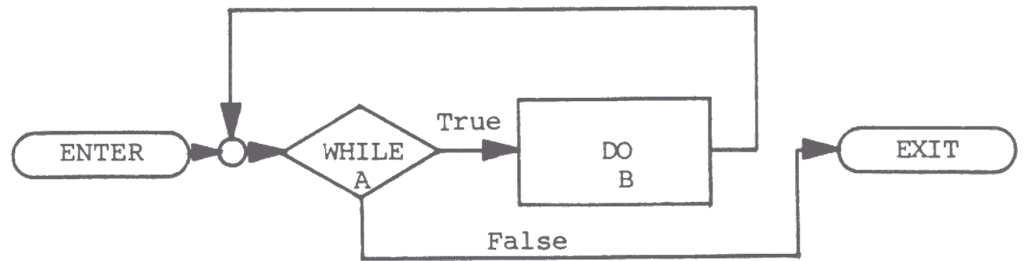 ENTER
WHILE
A
True
DO
B
False
EXIT